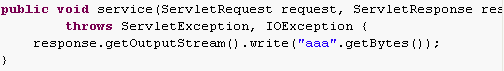 public void service(ServletRequest request, ServletResponse res
throws ServletException, IOException {
response.getOutputStream().write("aaa".getBytes());
}